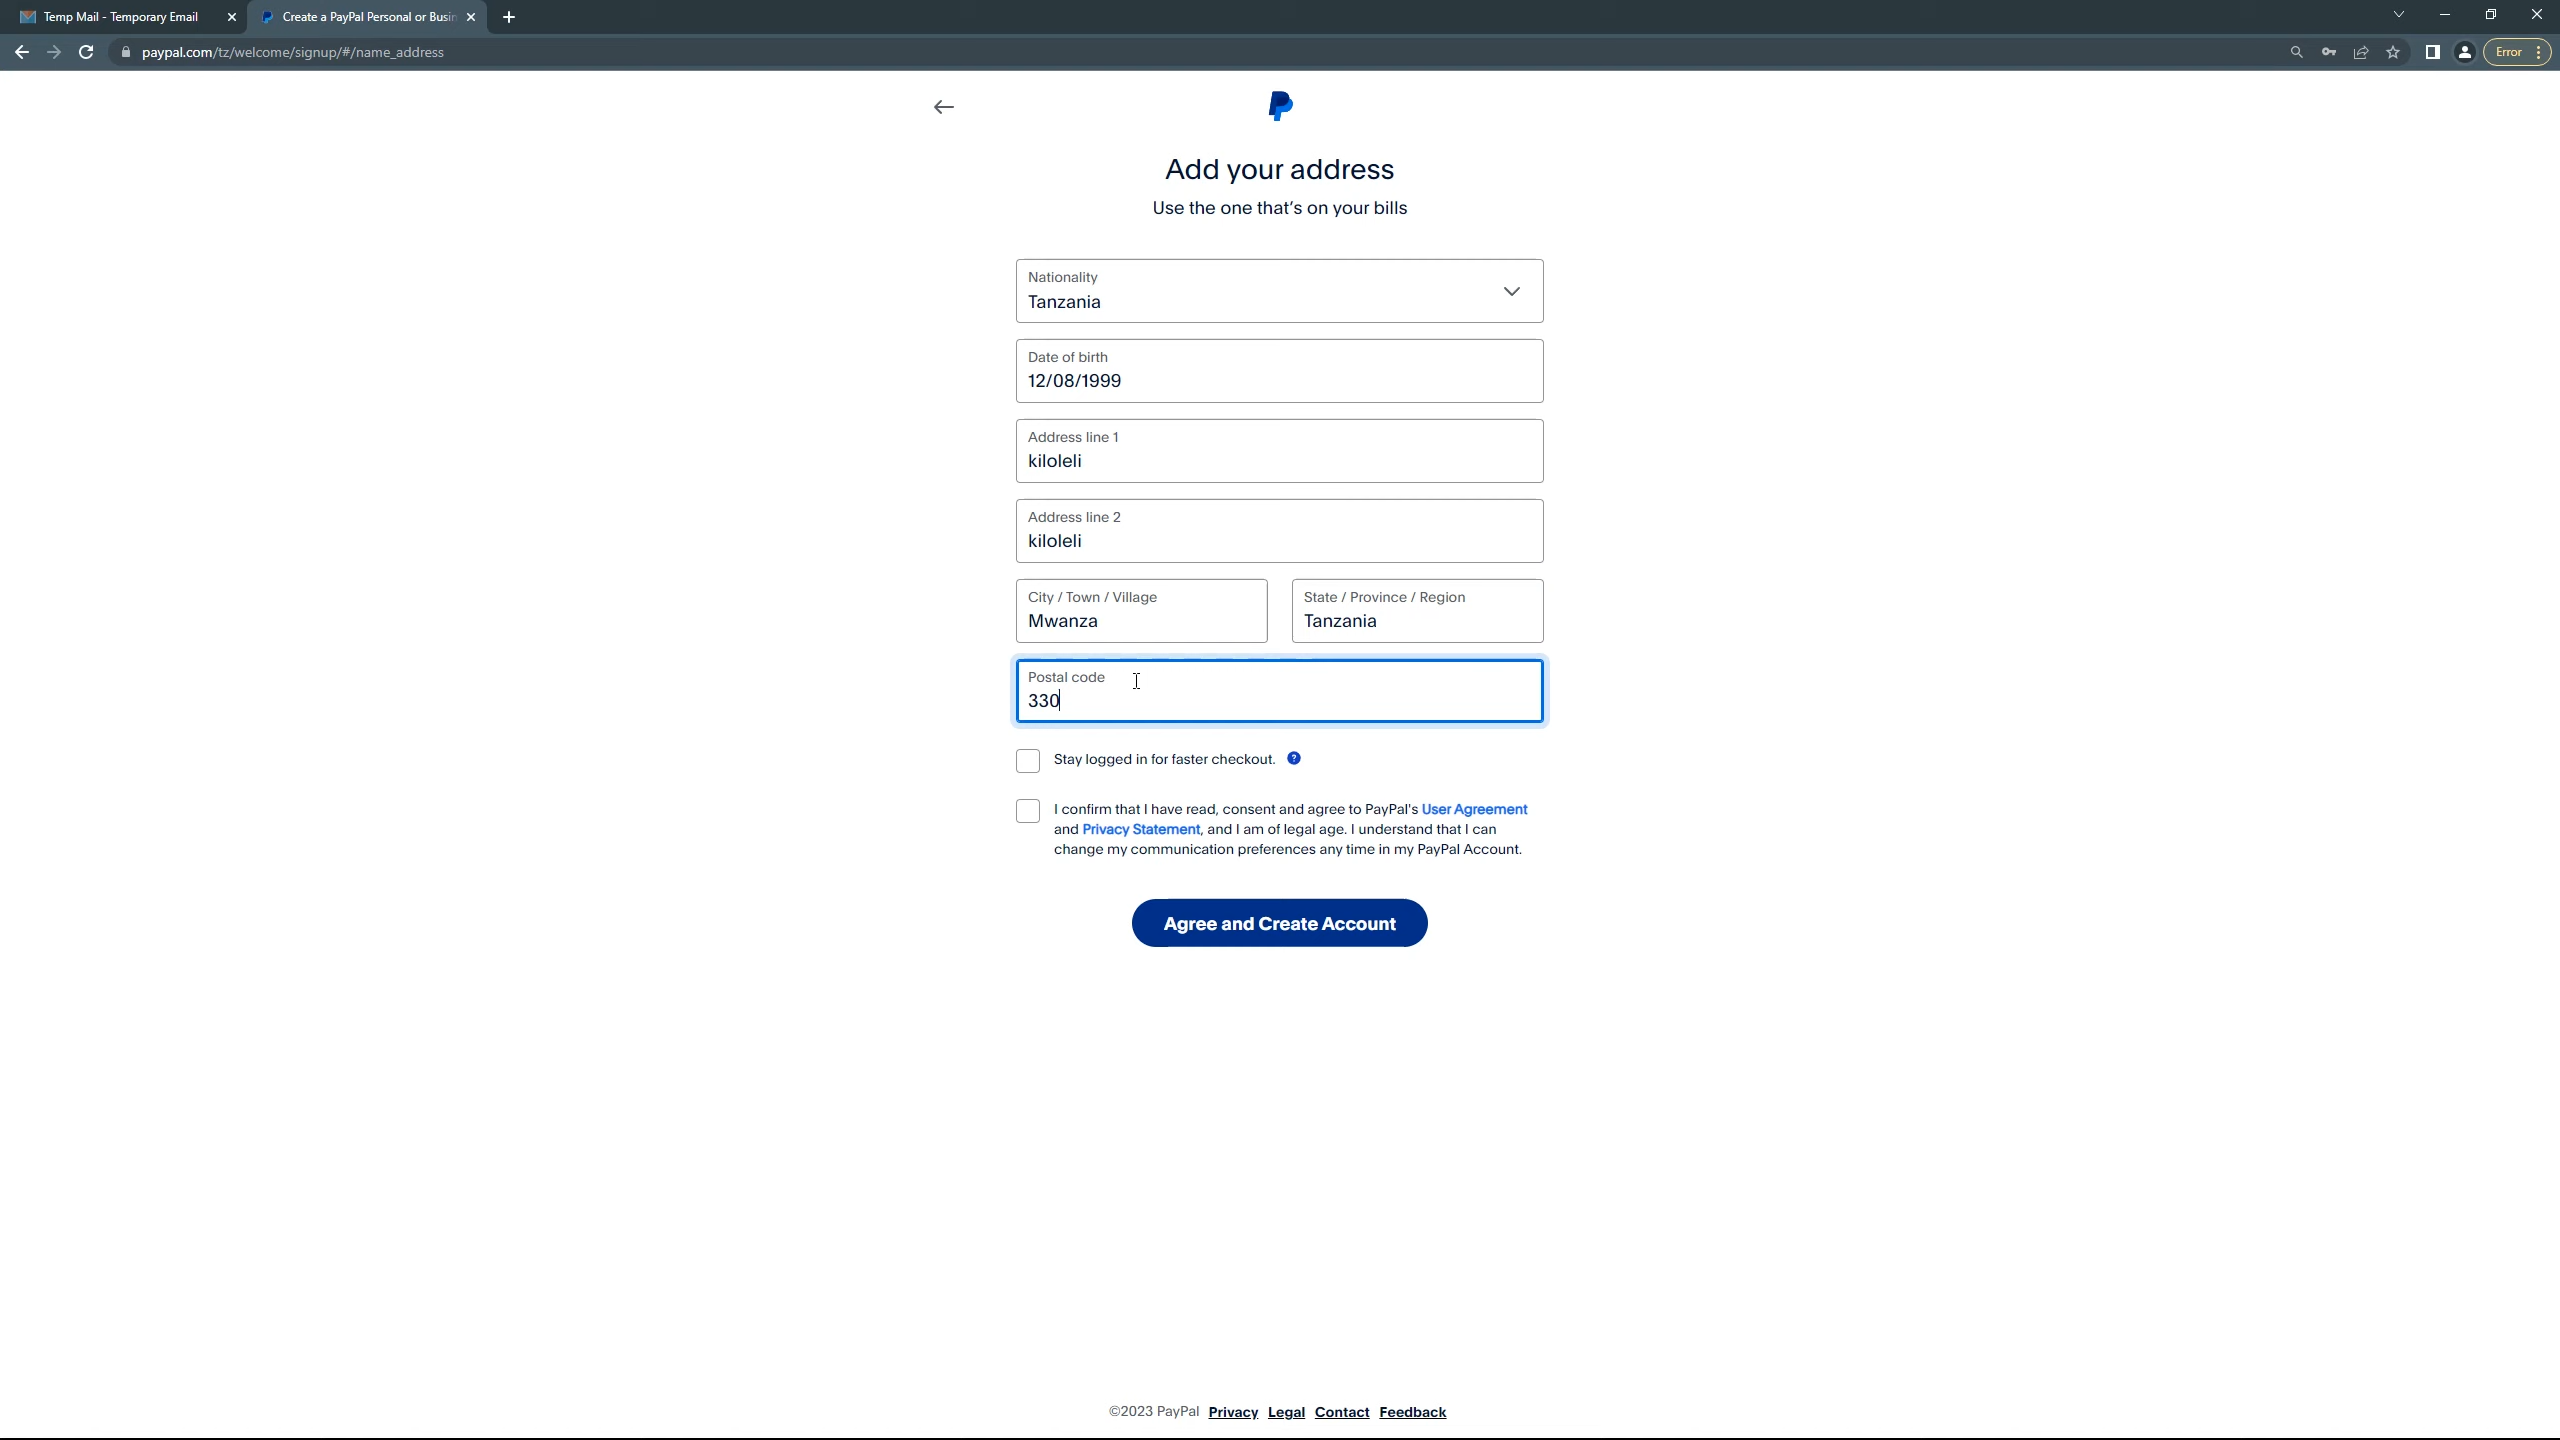 Temp Mail - Temporary Email
Create a PayPal Personal or Busin
paypal.com/tz/welcome/signup/#/name_address
Error
Add your address
Use the one that's on your bills
Nationality
Tanzania
Date of birth
12/08/1999
Address line 1
kiloleli
Address line 2
kiloleli
City / Town / Village
Mwanza
State / Province / Region
Tanzania
Postal code
330
Stay logged in for faster checkout. ?
I confirm that I have read, consent and agree to PayPal's User Agreement
and Privacy Statement, and I am of legal age. I understand that I can
change my communication preferences any time in my PayPal Account.
Agree and Create Account
©2023 PayPal Privacy Legal Contact Feedback